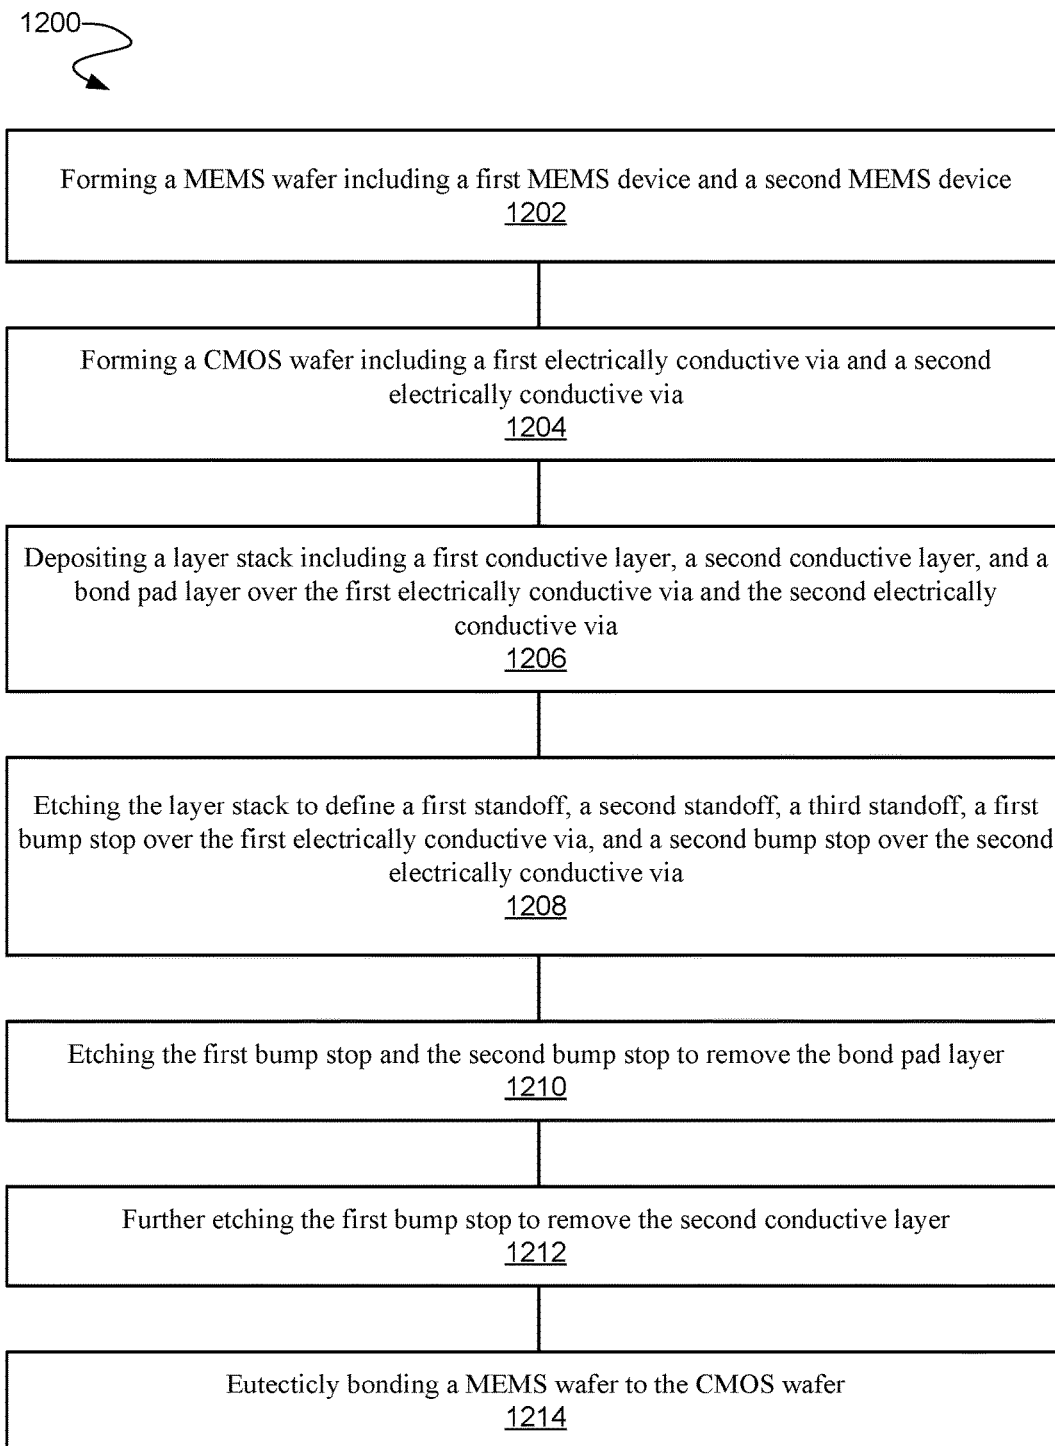 1200
Forming a MEMS wafer including a first MEMS device and a second MEMS device
1202
Forming a CMOS wafer including a first electrically conductive via and a second
electrically conductive via
1204
Depositing a layer stack including a first conductive layer, a second conductive layer, and a
bond pad layer over the first electrically conductive via and the second electrically
conductive via
1206
Etching the layer stack to define a first standoff, a second standoff, a third standoff, a first
bump stop over the first electrically conductive via, and a second bump stop over the second
electrically conductive via
1208
Etching the first bump stop and the second bump stop to remove the bond pad layer
1210
Further etching the first bump stop to remove the second conductive layer
1212
Eutecticly bonding a MEMS wafer to the CMOS wafer
1214